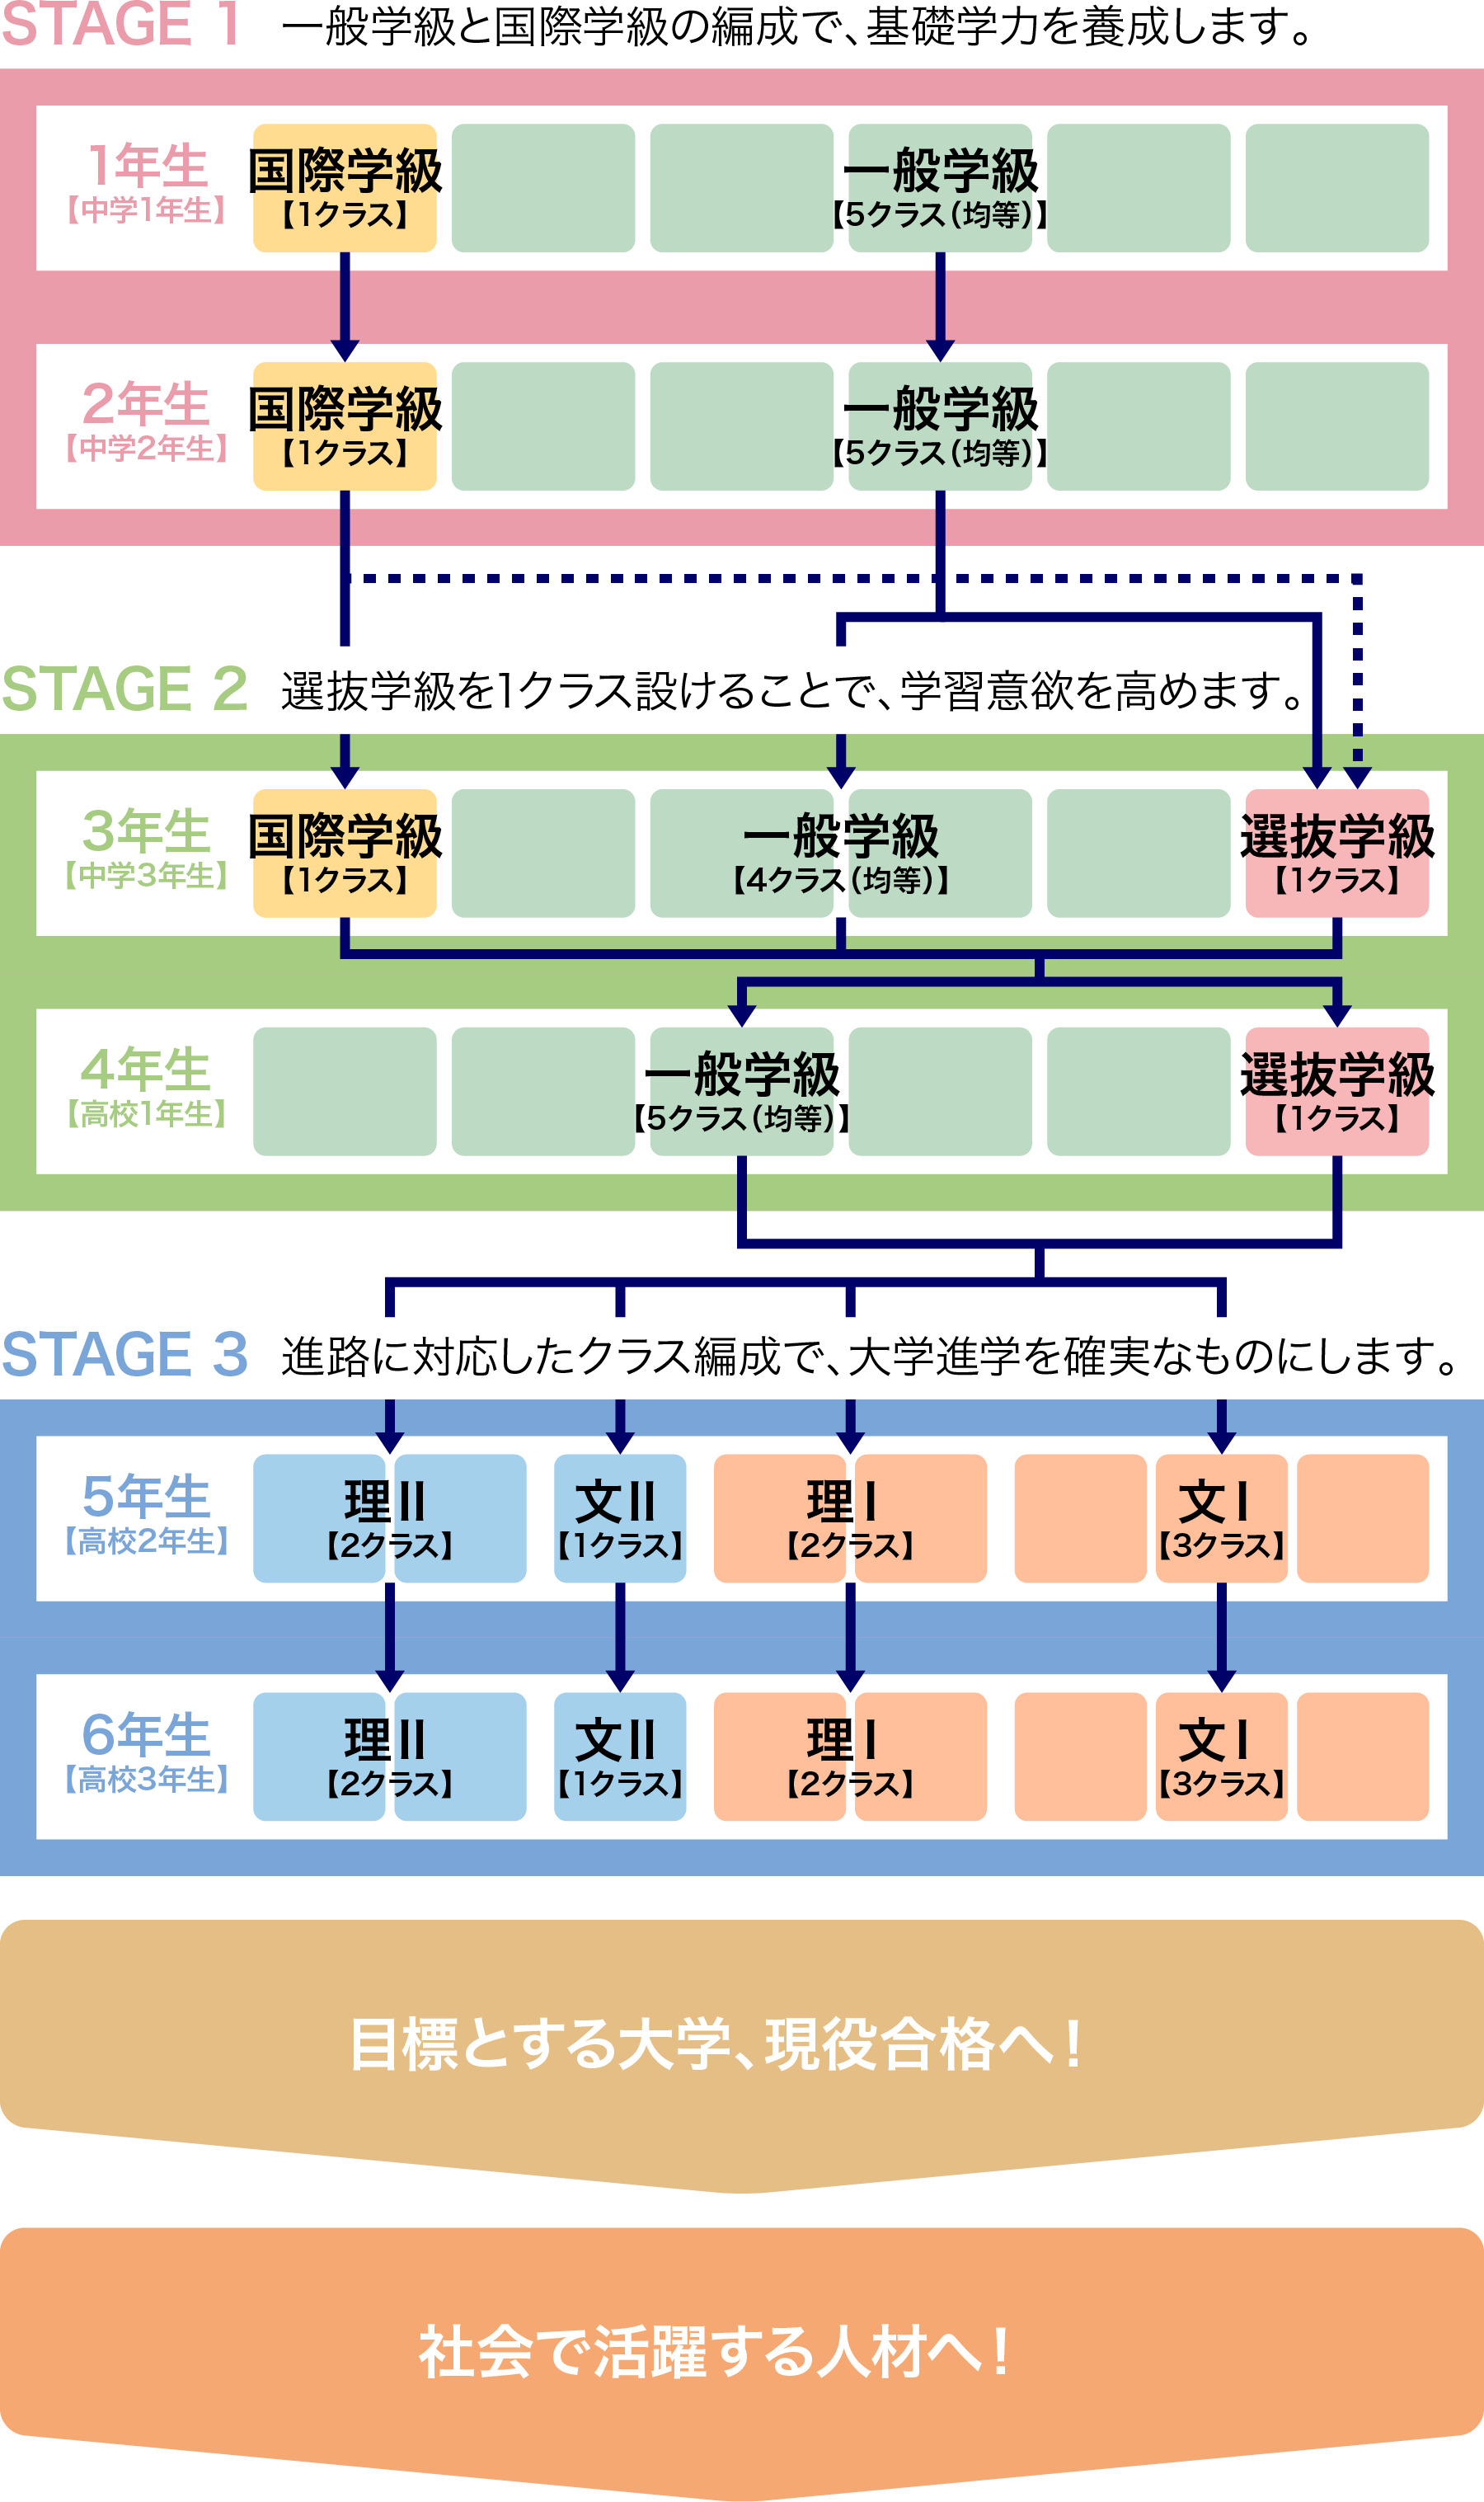 STAGE 1 一般学級と国際学級の編成で、基礎学力を養成します。
1年生 国際学級 一般学級
【中学1年生】 【1クラス】 【5クラス（均等）】
2年生 国際学級 一般学級
【中学2年生】 【1クラス】 【5クラス（均等）】
STAGE 2 選抜学級を1クラス設けることで、学習意欲を高めます。
3年生 国際学級 一般学級 選抜学級
【中学3年生】 【1クラス】 【4クラス（均等）】 【1クラス】
4年生 一般学級 選抜学級
【高校1年生】 【5クラス（均等）】 【1クラス】
STAGE 3 進路に対応したクラス編成で、大学進学を確実なものにします。
5年生 理II 文II 理I 文I
【高校2年生】 【2クラス】 【1クラス】 【2クラス】 【3クラス】
6年生 理II 文II 理I 文I
【高校3年生】 【2クラス】 【1クラス】 【2クラス】 【3クラス】
目標とする大学、現役合格へ！
社会で活躍する人材へ！